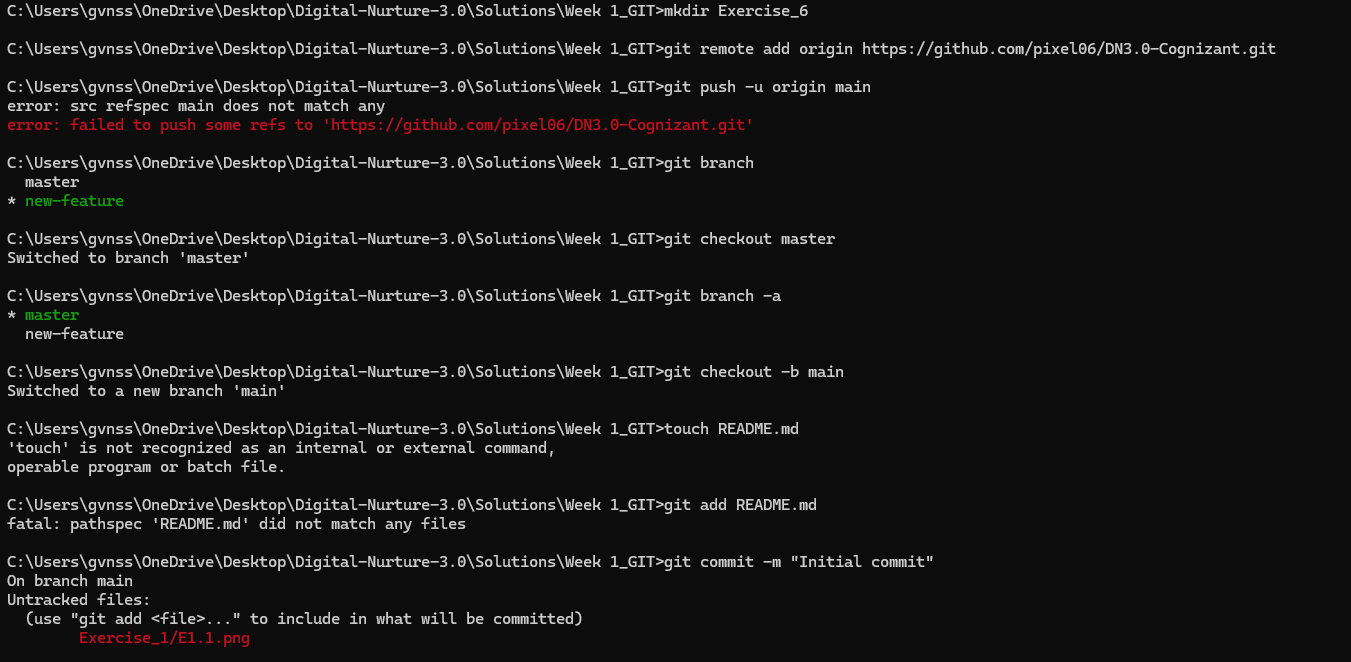 C:\Users\gvnss\OneDrive\Desktop\Digital-Nurture-3.0\Solutions\Week 1_GIT>mkdir Exercise_6
C:\Users\gvnss\OneDrive\Desktop\Digital-Nurture-3.0\Solutions\Week 1_GIT>git remote add origin https://github.com/pixel06/DN3.0-Cognizant.git
C:\Users\gvnss\OneDrive\Desktop\Digital-Nurture-3.0\Solutions\Week 1_GIT>git push -u origin main
error: src refspec main does not match any
error: failed to push some refs to 'https://github.com/pixel06/DN3.0-Cognizant.git'
C:\Users\gvnss\OneDrive\Desktop\Digital-Nurture-3.0\Solutions\Week 1_GIT>git branch
  master
* new-feature
C:\Users\gvnss\OneDrive\Desktop\Digital-Nurture-3.0\Solutions\Week 1_GIT>git checkout master
Switched to branch 'master'
C:\Users\gvnss\OneDrive\Desktop\Digital-Nurture-3.0\Solutions\Week 1_GIT>git branch -a
* master
  new-feature
C:\Users\gvnss\OneDrive\Desktop\Digital-Nurture-3.0\Solutions\Week 1_GIT>git checkout -b main
Switched to a new branch 'main'
C:\Users\gvnss\OneDrive\Desktop\Digital-Nurture-3.0\Solutions\Week 1_GIT>touch README.md
'touch' is not recognized as an internal or external command,
operable program or batch file.
C:\Users\gvnss\OneDrive\Desktop\Digital-Nurture-3.0\Solutions\Week 1_GIT>git add README.md
fatal: pathspec 'README.md' did not match any files
C:\Users\gvnss\OneDrive\Desktop\Digital-Nurture-3.0\Solutions\Week 1_GIT>git commit -m "Initial commit"
On branch main
Untracked files:
  (use "git add <file>..." to include in what will be committed)
        Exercise_1/E1.1.png